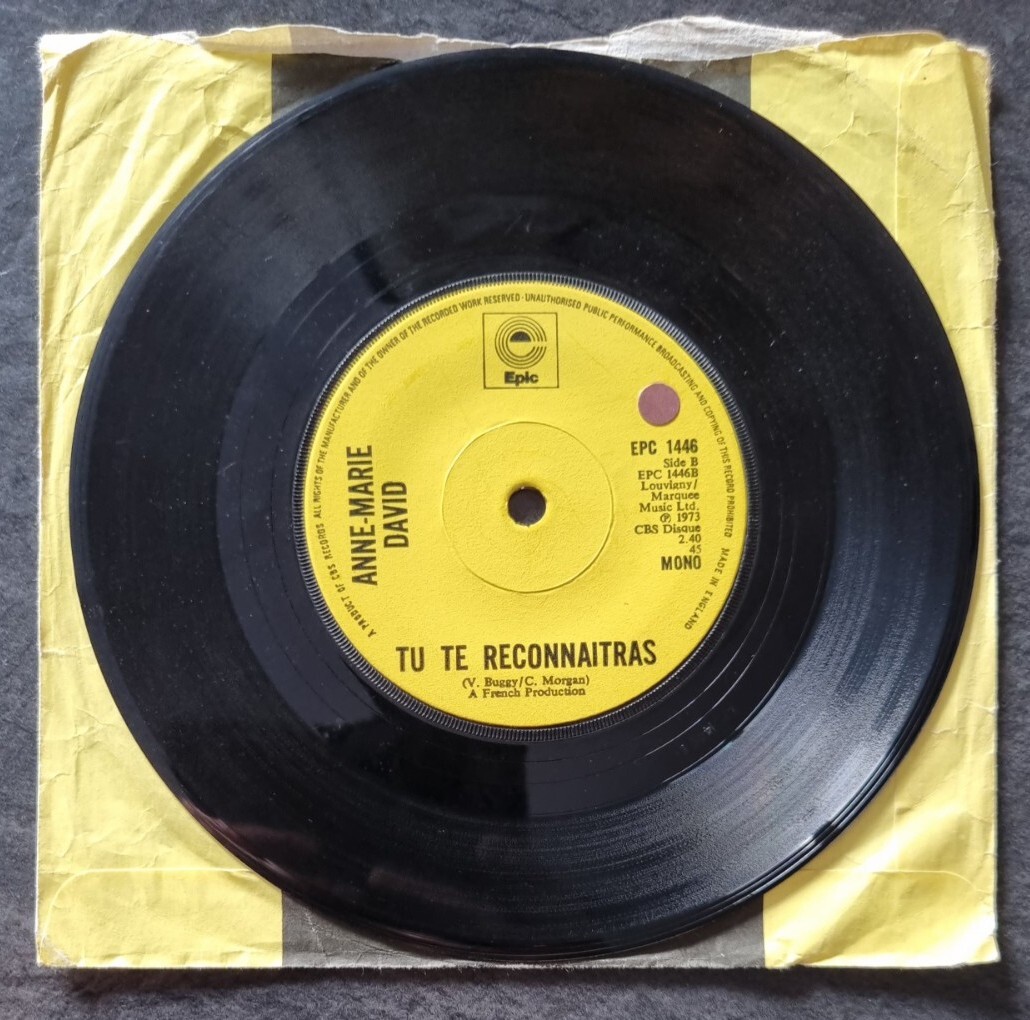 A PRODUCT OF CBS RECORDS ALL RIGHTS OF THE MANUFACTURER AND OF THE OWNER OF THE RECORDED WORK RESERVED · UNAUTHORISED PUBLIC PERFORMANCE BROADCASTING AND COPYING OF THIS RECORD PROHIBITED MADE IN ENGLAND
Epic
ANNE-MARIE
DAVID
EPC 1446
Side B
EPC 1446B
Louvigny/
Marquee
Music Ltd.
℗ 1973
CBS Disque
2.40
45
MONO
TU TE RECONNAITRAS
(V. Buggy/C. Morgan)
A French Production